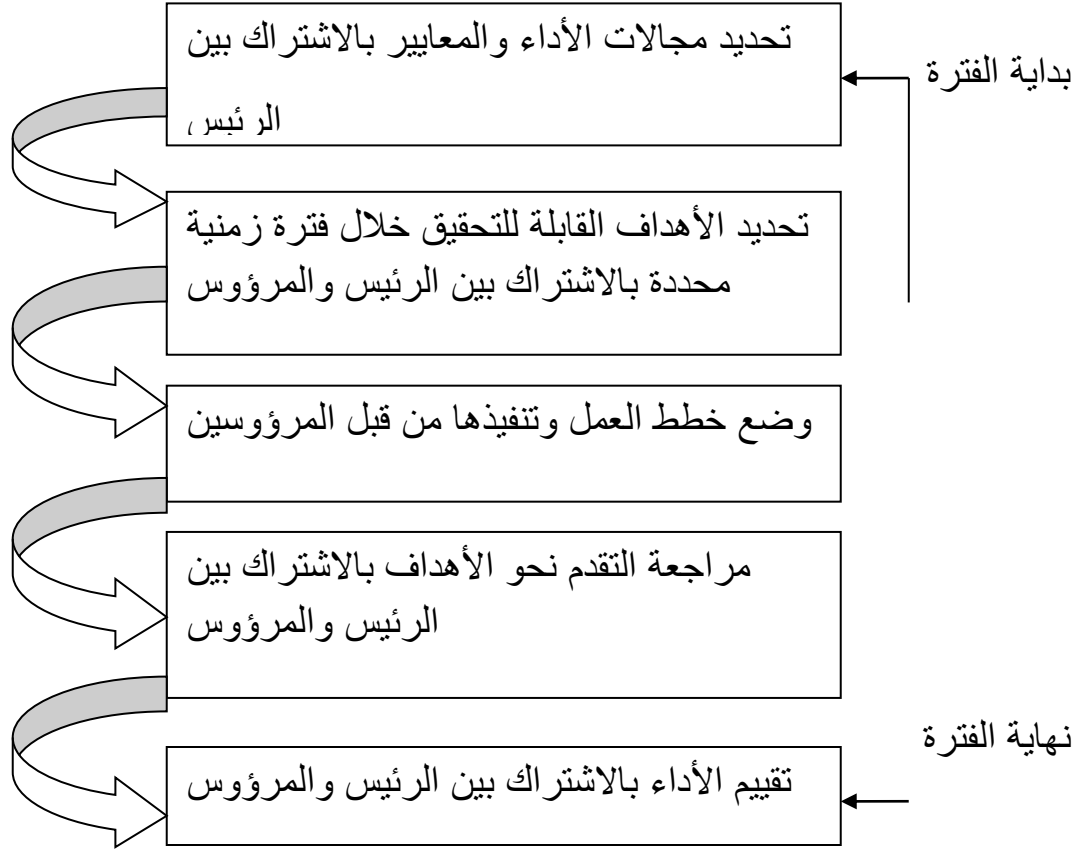 تحديد مجالات الأداء والمعايير بالاشتراك بين
الرئيس
بداية الفترة
تحديد الأهداف القابلة للتحقيق خلال فترة زمنية
محددة بالاشتراك بين الرئيس والمرؤوس
وضع خطط العمل وتنفيذها من قبل المرؤوسين
مراجعة التقدم نحو الأهداف بالاشتراك بين
الرئيس والمرؤوس
نهاية الفترة
تقييم الأداء بالاشتراك بين الرئيس والمرؤوس